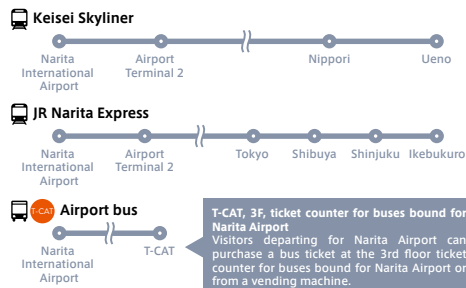 Keisei Skyliner
Narita International Airport
Airport Terminal 2
Nippori
Ueno
JR Narita Express
Narita International Airport
Airport Terminal 2
Tokyo
Shibuya
Shinjuku
Ikebukuro
T-CAT
Airport bus
Narita International Airport
T-CAT
T-CAT, 3F, ticket counter for buses bound for
Narita Airport
Visitors departing for Narita Airport can
purchase a bus ticket at the 3rd floor ticket
counter for buses bound for Narita Airport or
from a vending machine.